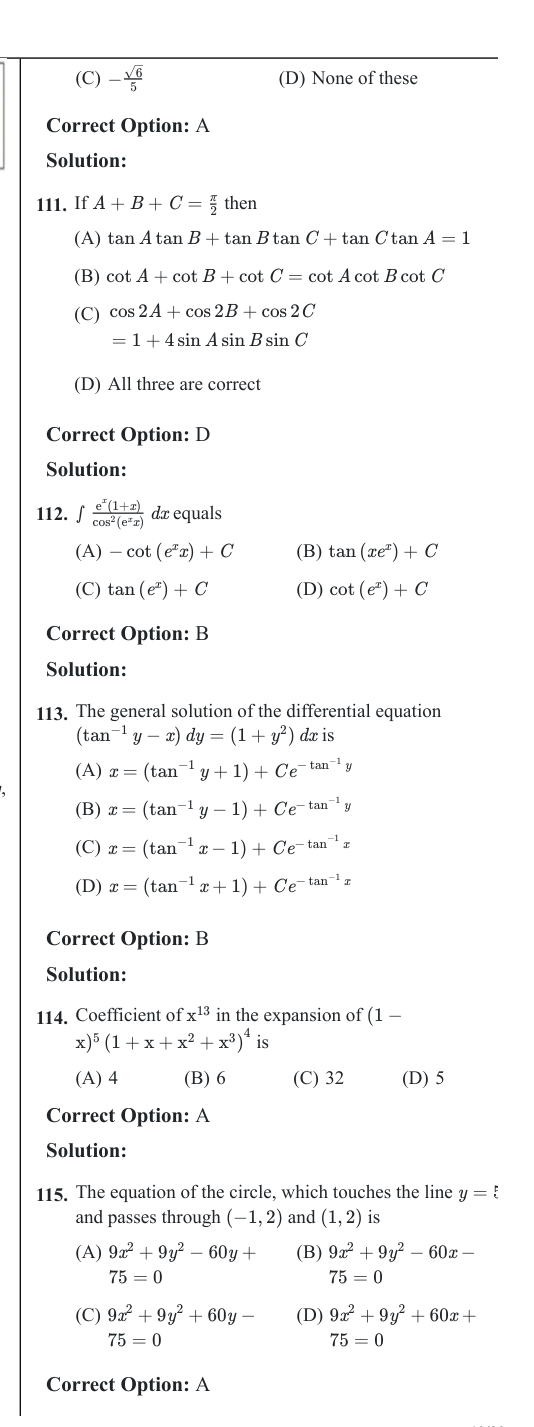 (C) −√6/5 (D) None of these
Correct Option: A
Solution:
111. If A + B + C = π/2 then
(A) tan A tan B + tan B tan C + tan C tan A = 1
(B) cot A + cot B + cot C = cot A cot B cot C
(C) cos 2A + cos 2B + cos 2C
= 1 + 4 sin A sin B sin C
(D) All three are correct
Correct Option: D
Solution:
112. ∫ eˣ(1+x)/cos²(eˣx) dx equals
(A) − cot (eˣx) + C (B) tan (xeˣ) + C
(C) tan (eˣ) + C (D) cot (eˣ) + C
Correct Option: B
Solution:
113. The general solution of the differential equation
(tan⁻¹ y − x) dy = (1 + y²) dx is
(A) x = (tan⁻¹ y + 1) + Ce^(− tan⁻¹ y)
(B) x = (tan⁻¹ y − 1) + Ce^(− tan⁻¹ y)
(C) x = (tan⁻¹ x − 1) + Ce^(− tan⁻¹ x)
(D) x = (tan⁻¹ x + 1) + Ce^(− tan⁻¹ x)
Correct Option: B
Solution:
114. Coefficient of x¹³ in the expansion of (1 −
x)⁵ (1 + x + x² + x³)⁴ is
(A) 4 (B) 6 (C) 32 (D) 5
Correct Option: A
Solution:
115. The equation of the circle, which touches the line y =
and passes through (−1, 2) and (1, 2) is
(A) 9x² + 9y² − 60y + (B) 9x² + 9y² − 60x −
75 = 0 75 = 0
(C) 9x² + 9y² + 60y − (D) 9x² + 9y² + 60x +
75 = 0 75 = 0
Correct Option: A